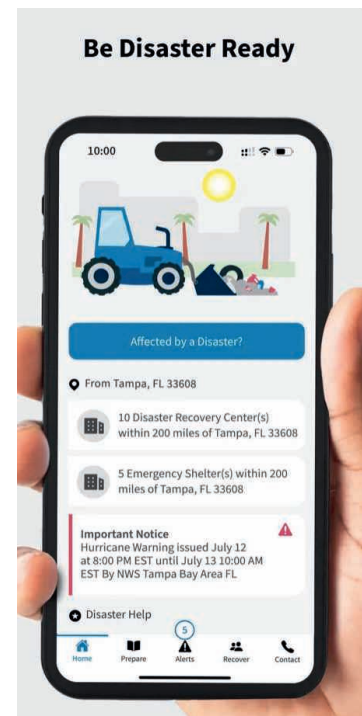 Be Disaster Ready
10:00
Affected by a Disaster?
From Tampa, FL 33608
10 Disaster Recovery Center(s)
within 200 miles of Tampa, FL 33608
5 Emergency Shelter(s) within 200
miles of Tampa, FL 33608
Important Notice
Hurricane Warning issued July 12
at 8:00 PM EST until July 13 10:00 AM
EST By NWS Tampa Bay Area FL
Disaster Help
5
Home Prepare Alerts Recover Contact